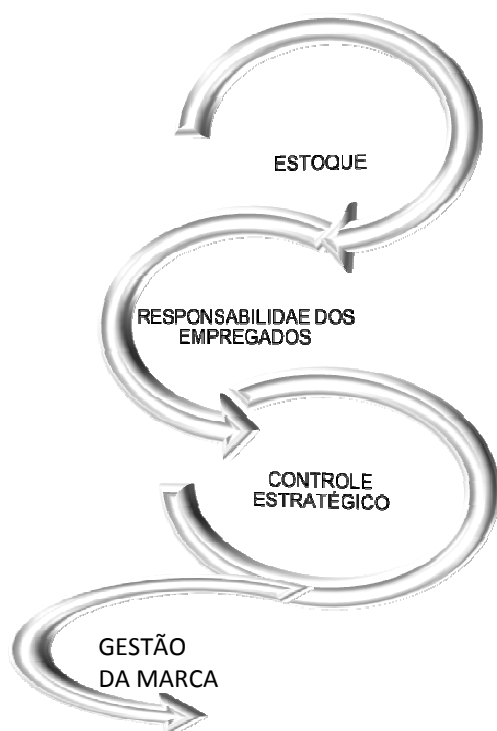 ESTOQUE
RESPONSABILIDAE DOS
EMPREGADOS
CONTROLE
ESTRATÉGICO
GESTÃO
DA MARCA